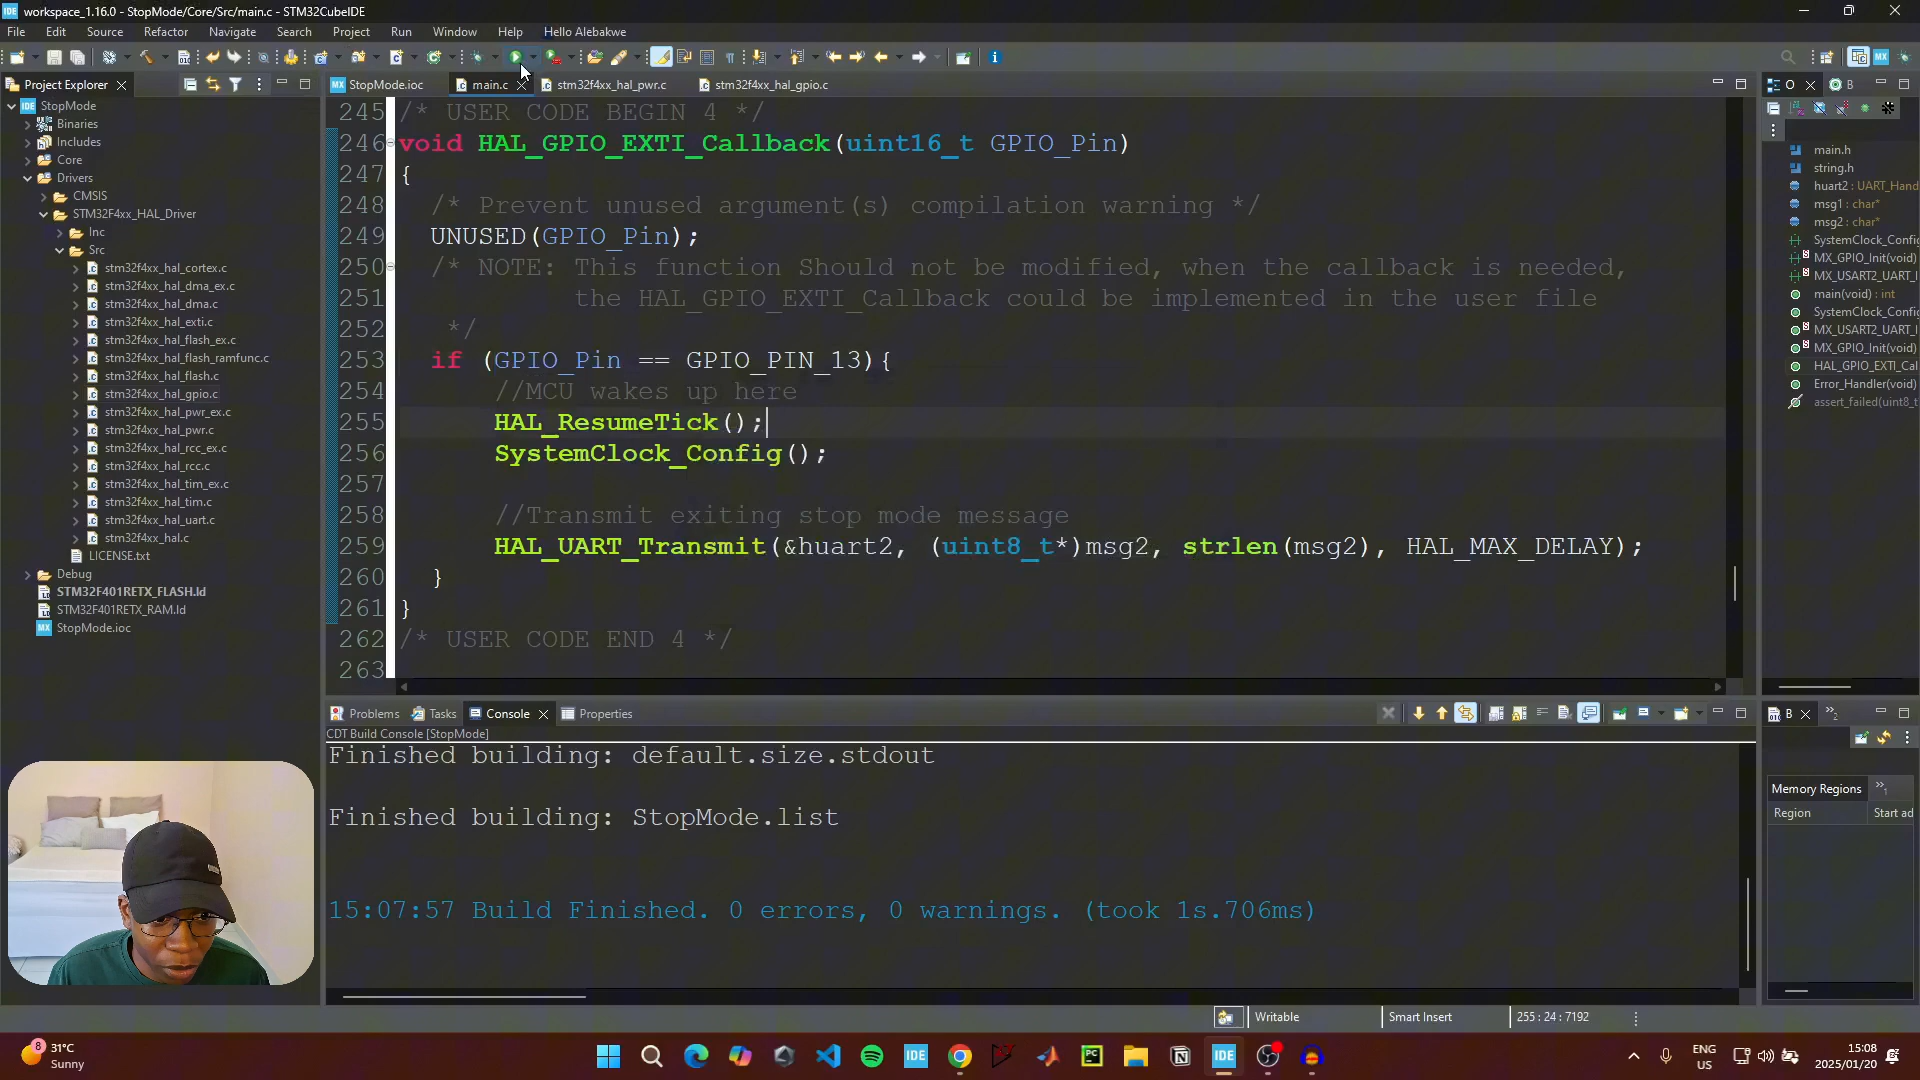 workspace_1.16.0 - StopMode/Core/Src/main.c - STM32CubeIDE
File Edit Source Refactor Navigate Search Project Run Window Help Hello Alebakwe
Project Explorer
StopMode.ioc main.c stm32f4xx_hal_pwr.c stm32f4xx_hal_gpio.c
O B
StopMode
Binaries
Includes
Core
Drivers
CMSIS
STM32F4xx_HAL_Driver
Inc
Src
stm32f4xx_hal_cortex.c
stm32f4xx_hal_dma_ex.c
stm32f4xx_hal_dma.c
stm32f4xx_hal_exti.c
stm32f4xx_hal_flash_ex.c
stm32f4xx_hal_flash_ramfunc.c
stm32f4xx_hal_flash.c
stm32f4xx_hal_gpio.c
stm32f4xx_hal_pwr_ex.c
stm32f4xx_hal_pwr.c
stm32f4xx_hal_rcc_ex.c
stm32f4xx_hal_rcc.c
stm32f4xx_hal_tim_ex.c
stm32f4xx_hal_tim.c
stm32f4xx_hal_uart.c
stm32f4xx_hal.c
LICENSE.txt
Debug
STM32F401RETX_FLASH.ld
STM32F401RETX_RAM.ld
StopMode.ioc
245 /* USER CODE BEGIN 4 */
246 void HAL_GPIO_EXTI_Callback(uint16_t GPIO_Pin)
247 {
248 /* Prevent unused argument(s) compilation warning */
249 UNUSED(GPIO_Pin);
250 /* NOTE: This function Should not be modified, when the callback is needed,
251 the HAL_GPIO_EXTI_Callback could be implemented in the user file
252 */
253 if (GPIO_Pin == GPIO_PIN_13){
254 //MCU wakes up here
255 HAL_ResumeTick();
256 SystemClock_Config();
257
258 //Transmit exiting stop mode message
259 HAL_UART_Transmit(&huart2, (uint8_t*)msg2, strlen(msg2), HAL_MAX_DELAY);
260 }
261 }
262 /* USER CODE END 4 */
263
main.h
string.h
huart2 : UART_Hand
msg1 : char*
msg2 : char*
SystemClock_Config
MX_GPIO_Init(void)
MX_USART2_UART_I
main(void) : int
SystemClock_Config
MX_USART2_UART_I
MX_GPIO_Init(void)
HAL_GPIO_EXTI_Cal
Error_Handler(void)
assert_failed(uint8_t
Problems Tasks Console Properties
CDT Build Console [StopMode]
Finished building: default.size.stdout
Finished building: StopMode.list
15:07:57 Build Finished. 0 errors, 0 warnings. (took 1s.706ms)
B
Memory Regions
Region Start ad
Writable Smart Insert 255 : 24 : 7192
8
31°C
Sunny
IDE
PC
IDE
ENG
US
15:08
2025/01/20